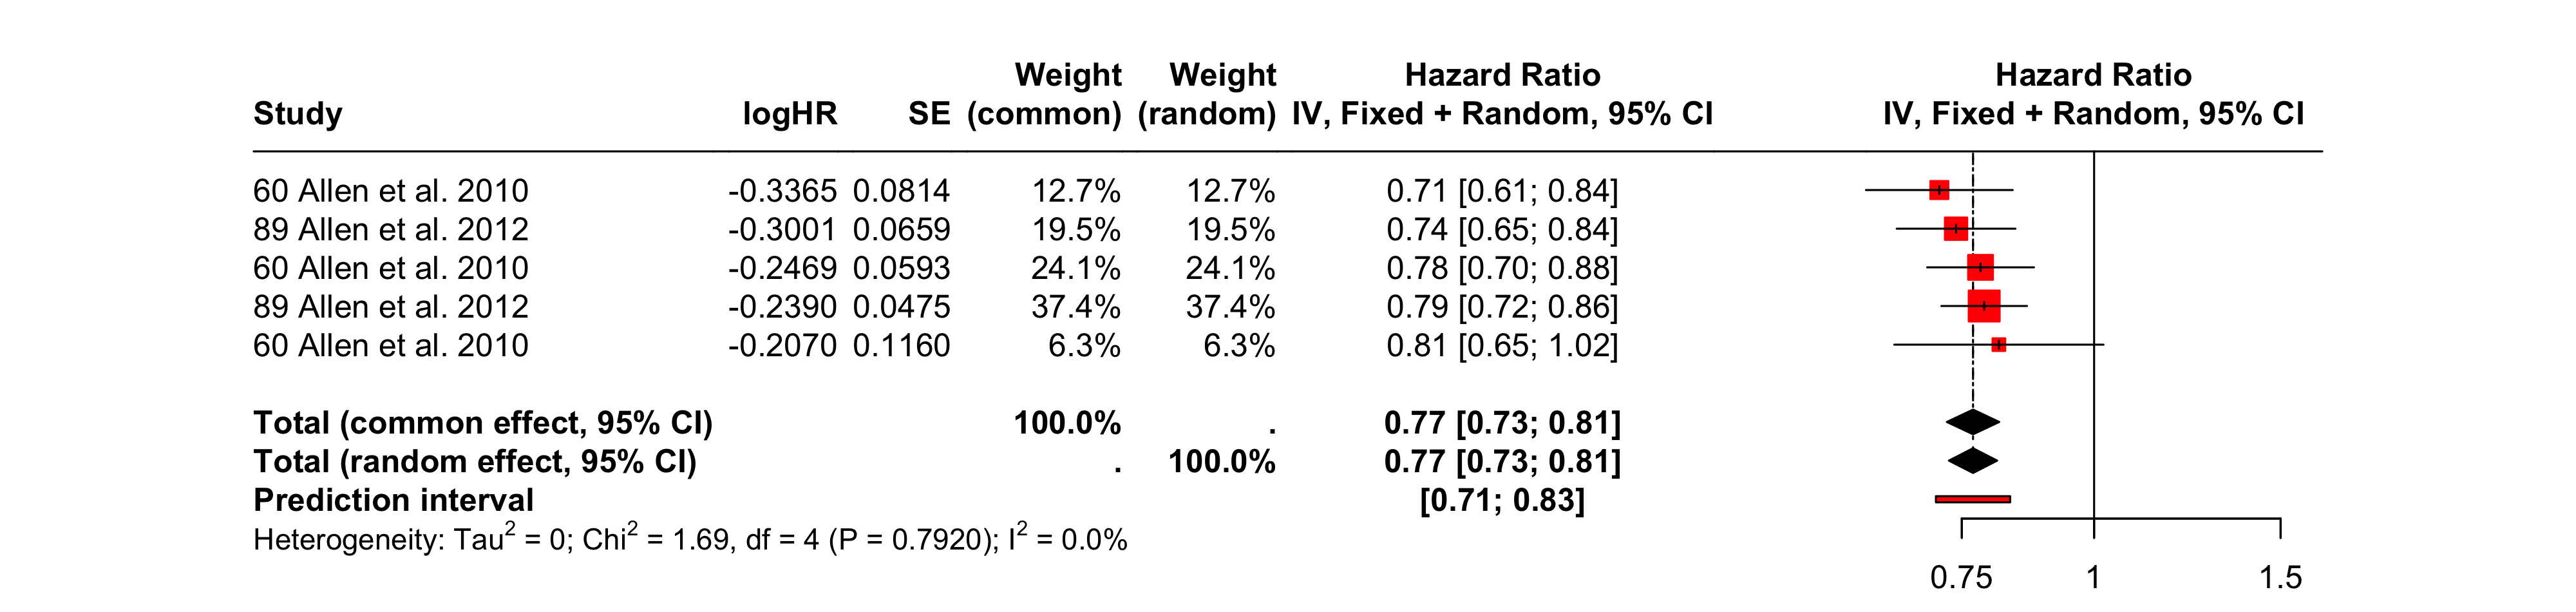 Weight Weight Hazard Ratio Hazard Ratio
Study logHR SE (common) (random) IV, Fixed + Random, 95% CI IV, Fixed + Random, 95% CI
60 Allen et al. 2010 -0.3365 0.0814 12.7% 12.7% 0.71 [0.61; 0.84]
89 Allen et al. 2012 -0.3001 0.0659 19.5% 19.5% 0.74 [0.65; 0.84]
60 Allen et al. 2010 -0.2469 0.0593 24.1% 24.1% 0.78 [0.70; 0.88]
89 Allen et al. 2012 -0.2390 0.0475 37.4% 37.4% 0.79 [0.72; 0.86]
60 Allen et al. 2010 -0.2070 0.1160 6.3% 6.3% 0.81 [0.65; 1.02]
Total (common effect, 95% CI) 100.0% . 0.77 [0.73; 0.81]
Total (random effect, 95% CI) . 100.0% 0.77 [0.73; 0.81]
Prediction interval [0.71; 0.83]
Heterogeneity: Tau² = 0; Chi² = 1.69, df = 4 (P = 0.7920); I² = 0.0%
0.75 1 1.5